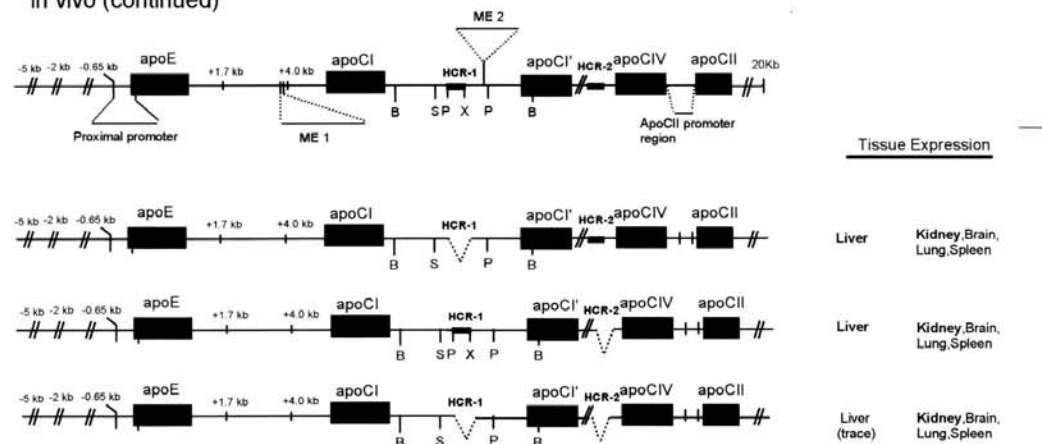 in vivo (continued)
ME 2
-5 kb -2 kb -0.65 kb apoE +1.7 kb +4.0 kb apoCI HCR-1 apoCI' HCR-2 apoCIV apoCII 20Kb
B S P X P B
Proximal promoter ME 1 ApoCII promoter
region
Tissue Expression
-5 kb -2 kb -0.65 kb apoE +1.7 kb +4.0 kb apoCI HCR-1 apoCI' HCR-2 apoCIV apoCII
B S P B
Liver Kidney,Brain,
Lung,Spleen
-5 kb -2 kb -0.65 kb apoE +1.7 kb +4.0 kb apoCI HCR-1 apoCI' HCR-2 apoCIV apoCII
B S P X P B
Liver Kidney,Brain,
Lung,Spleen
-5 kb -2 kb -0.65 kb apoE +1.7 kb +4.0 kb apoCI HCR-1 apoCI' HCR-2 apoCIV apoCII
B S P B
Liver Kidney,Brain,
(trace) Lung,Spleen